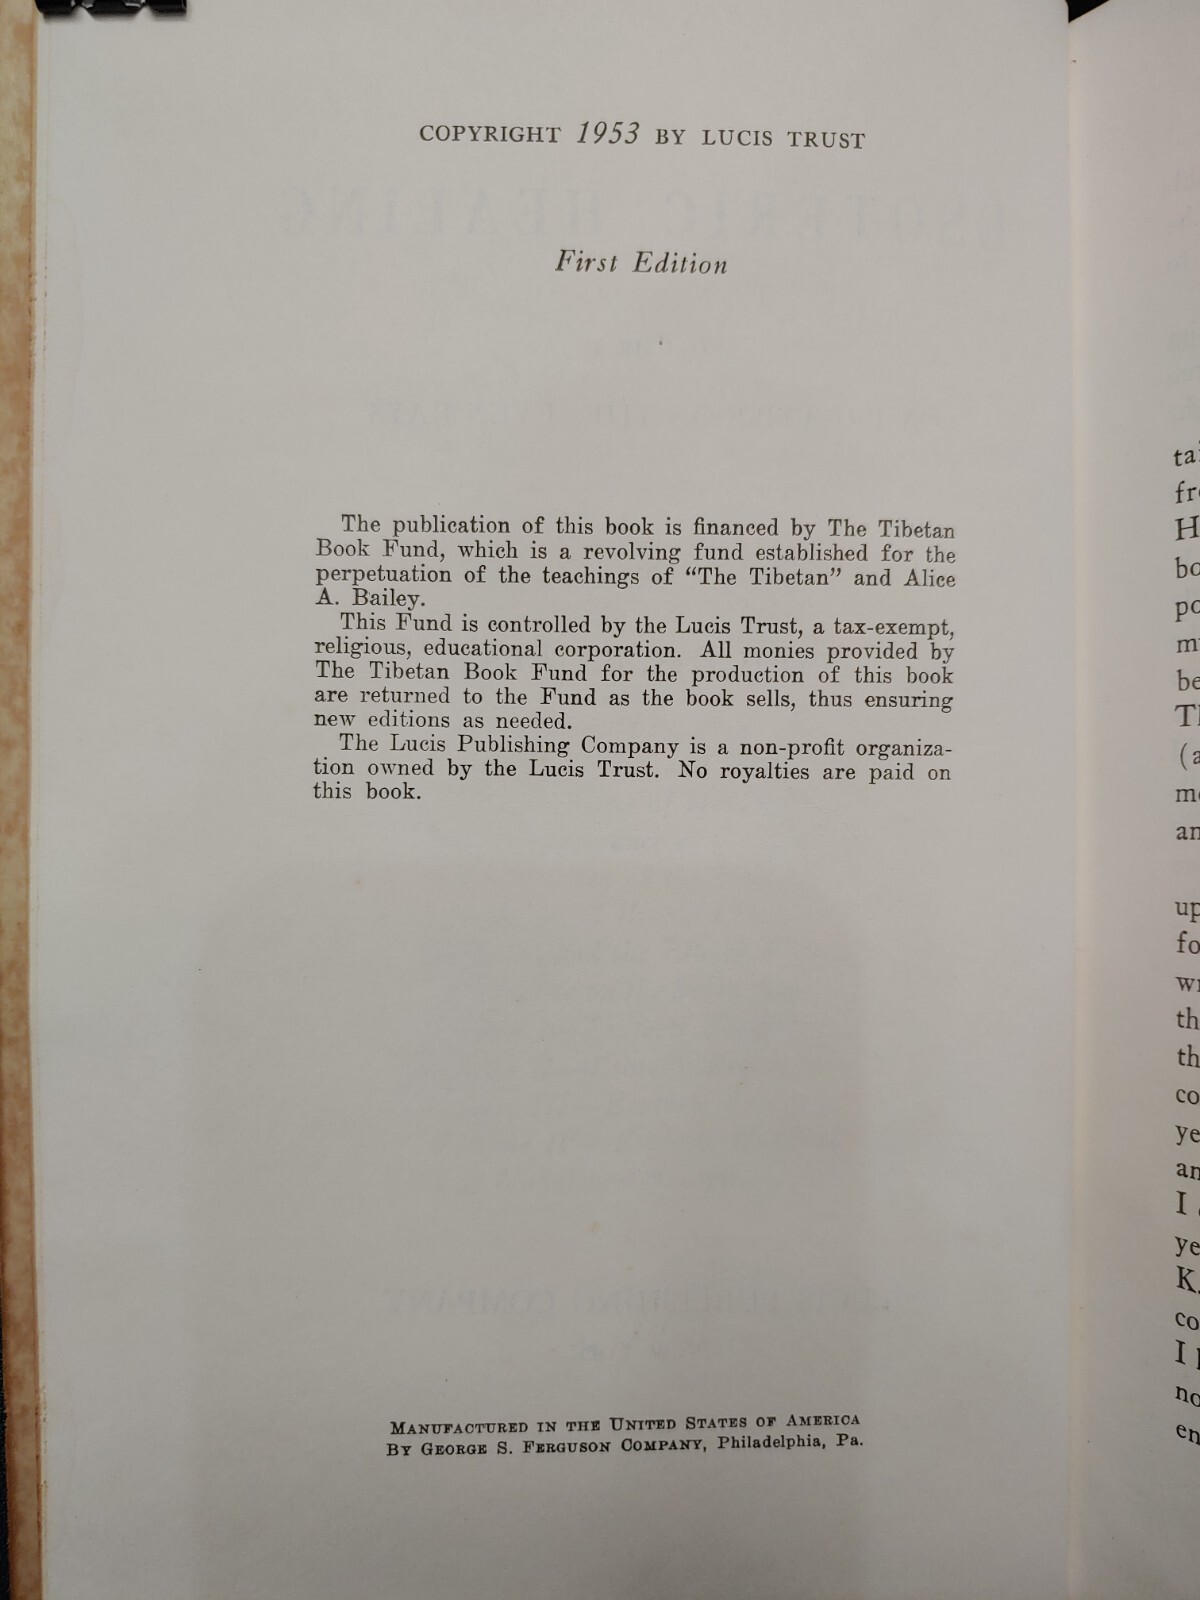 COPYRIGHT 1953 BY LUCIS TRUST
First Edition
The publication of this book is financed by The Tibetan
Book Fund, which is a revolving fund established for the
perpetuation of the teachings of “The Tibetan” and Alice
A. Bailey.
This Fund is controlled by the Lucis Trust, a tax-exempt,
religious, educational corporation. All monies provided by
The Tibetan Book Fund for the production of this book
are returned to the Fund as the book sells, thus ensuring
new editions as needed.
The Lucis Publishing Company is a non-profit organiza-
tion owned by the Lucis Trust. No royalties are paid on
this book.
MANUFACTURED IN THE UNITED STATES OF AMERICA
BY GEORGE S. FERGUSON COMPANY, Philadelphia, Pa.